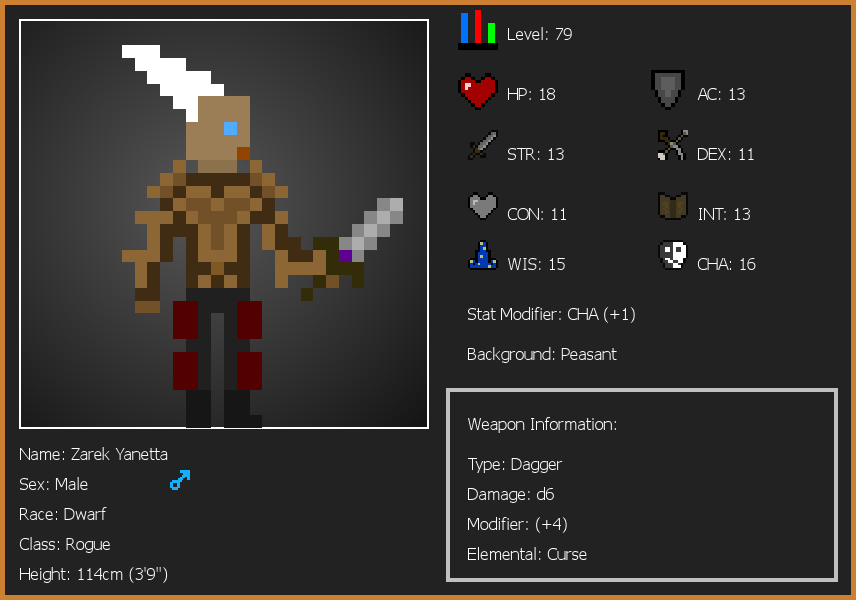 Level: 79
HP: 18
AC: 13
STR: 13
DEX: 11
CON: 11
INT: 13
WIS: 15
CHA: 16
Stat Modifier: CHA (+1)
Background: Peasant
Weapon Information:
Type: Dagger
Damage: d6
Modifier: (+4)
Elemental: Curse
Name: Zarek Yanetta
Sex: Male
Race: Dwarf
Class: Rogue
Height: 114cm (3'9")